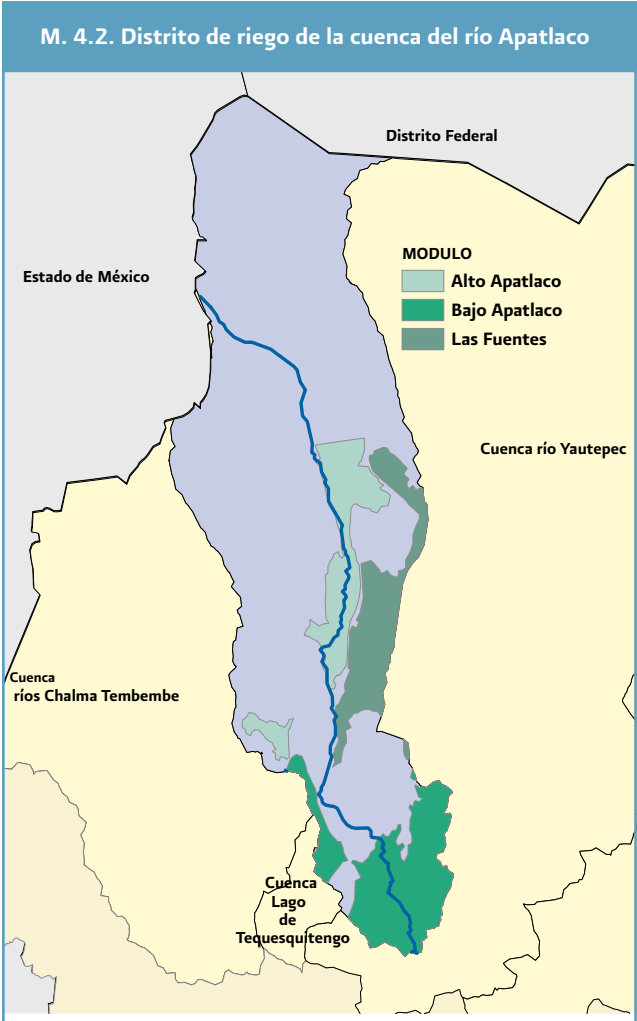 M. 4.2. Distrito de riego de la cuenca del río Apatlaco
Distrito Federal
MODULO
Estado de México
Alto Apatlaco
Bajo Apatlaco
Las Fuentes
Cuenca río Yautepec
Cuenca
ríos Chalma Tembembe
Cuenca
Lago
de
Tequesquitengo